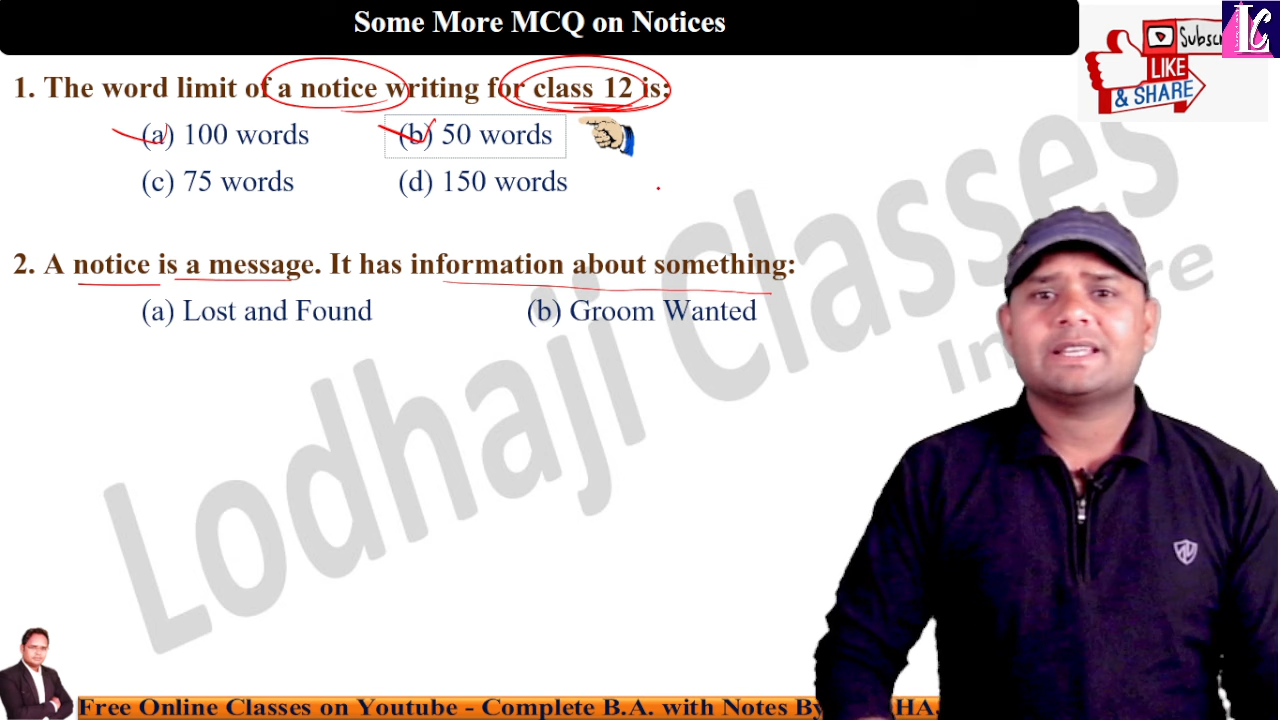 Some More MCQ on Notices
LIKE
& SHARE
LC
1. The word limit of a notice writing for class 12 is:
(a) 100 words (b) 50 words
(c) 75 words (d) 150 words
2. A notice is a message. It has information about something:
(a) Lost and Found (b) Groom Wanted
Lodhaji Classes
Free Online Classes on Youtube - Complete B.A. with Notes By